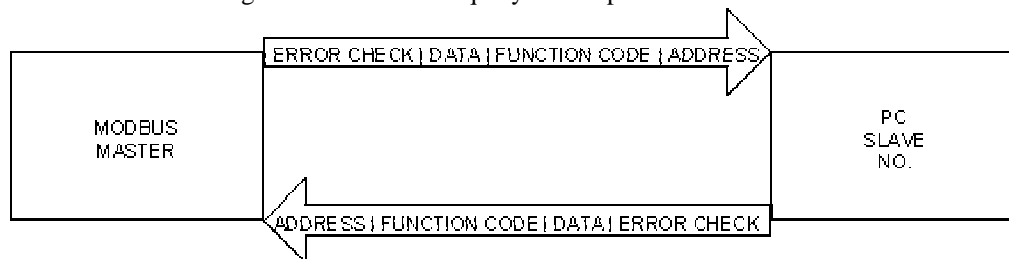 | ERROR CHECK | DATA | FUNCTION CODE | ADDRESS
MODBUS
MASTER
PC
SLAVE
NO.
ADDRESS | FUNCTION CODE | DATA | ERROR CHECK